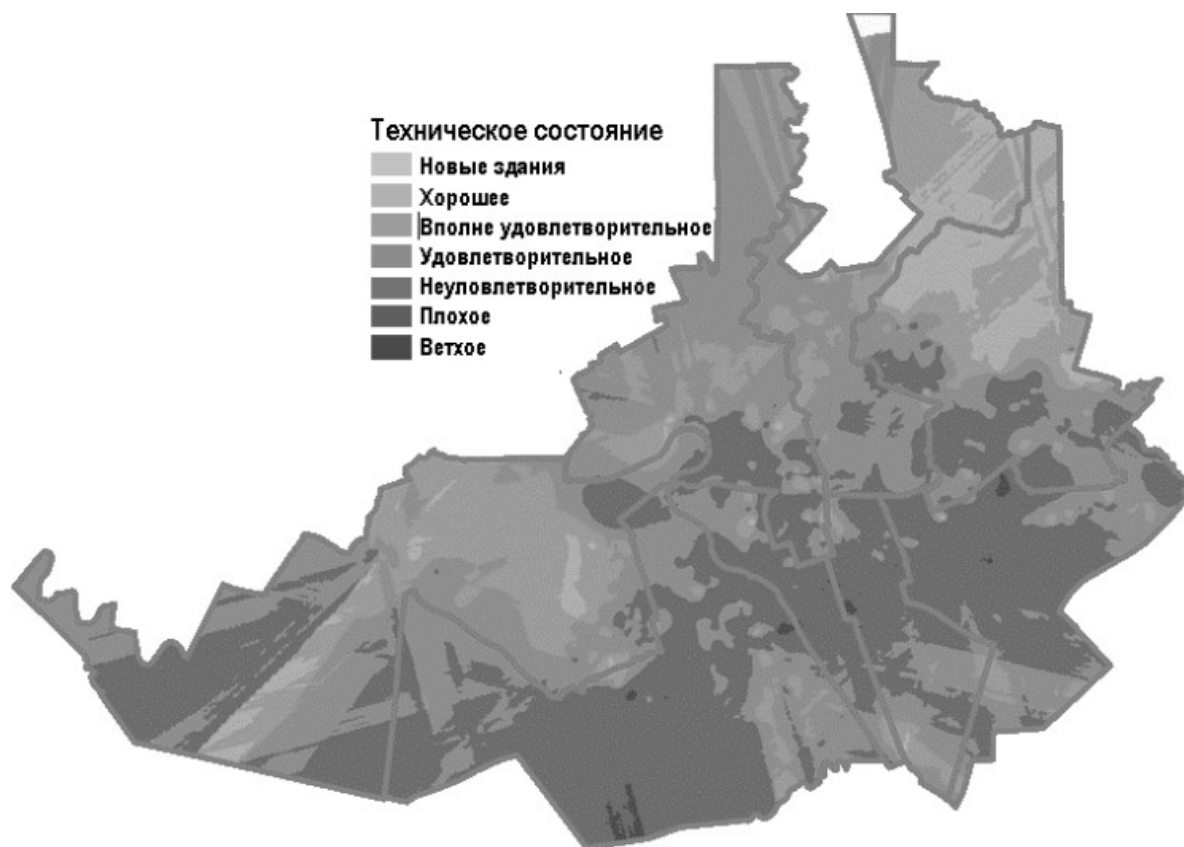 Техническое состояние
Новые здания
Хорошее
Вполне удовлетворительное
Удовлетворительное
Неуловлетворительное
Плохое
Ветхое